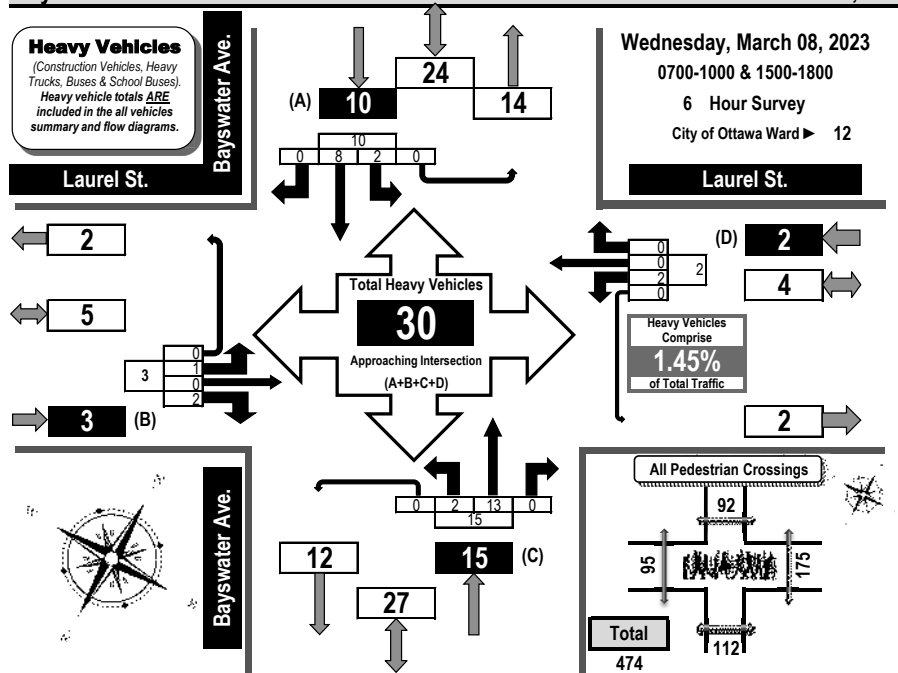 Heavy Vehicles
(Construction Vehicles, Heavy
Trucks, Buses & School Buses).
Heavy vehicle totals ARE
included in the all vehicles
summary and flow diagrams.
Bayswater Ave.
Laurel St.
24
(A)
10
14
10
0 8 2 0
Wednesday, March 08, 2023
0700-1000 & 1500-1800
6 Hour Survey
City of Ottawa Ward ► 12
Laurel St.
2
5
3
0
1
0
2
3
(B)
Total Heavy Vehicles
30
Approaching Intersection
(A+B+C+D)
0
0
2
0
2
(D)
2
4
Heavy Vehicles
Comprise
1.45%
of Total Traffic
2
Bayswater Ave.
0 2 13 0
15
12
15
(C)
27
All Pedestrian Crossings
92
95
175
112
Total
474